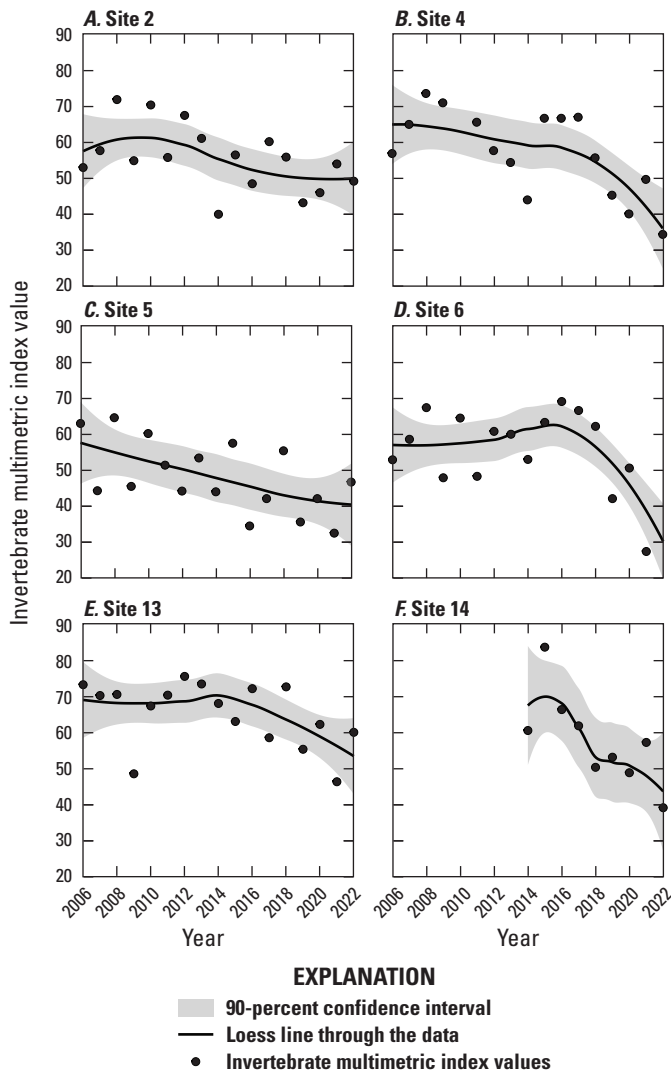 A. Site 2
B. Site 4
90
80
70
60
50
40
30
20
C. Site 5
D. Site 6
90
80
70
60
50
40
30
20
E. Site 13
F. Site 14
90
80
70
60
50
40
30
20
Invertebrate multimetric index value
2006 2008 2010 2012 2014 2016 2018 2020 2022
2006 2008 2010 2012 2014 2016 2018 2020 2022
Year
Year
EXPLANATION
90-percent confidence interval
Loess line through the data
Invertebrate multimetric index values